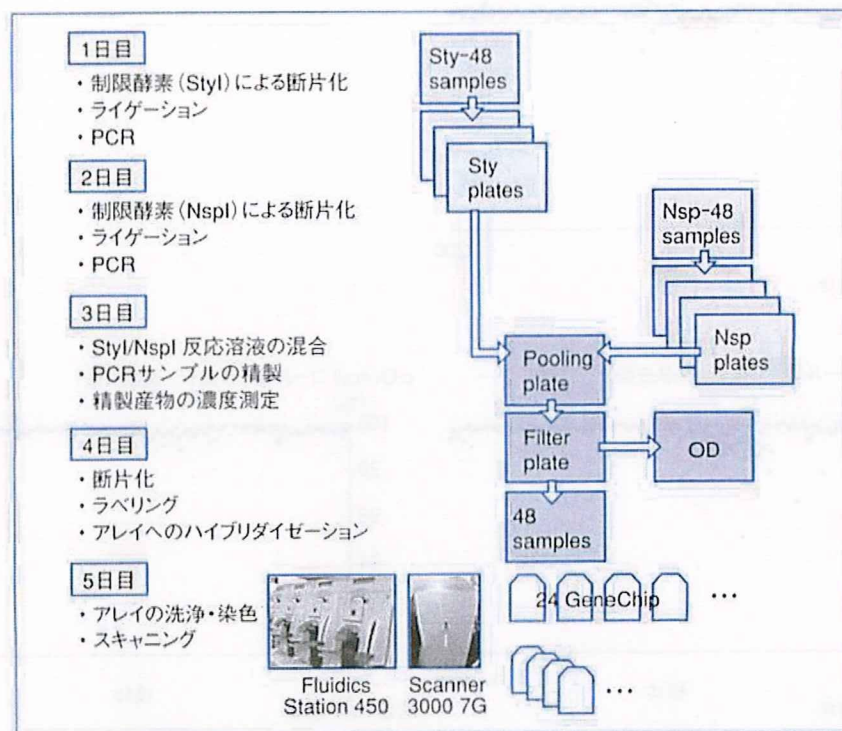 1日目
・制限酵素（StyI）による断片化
・ライゲーション
・PCR
2日目
・制限酵素（NspI）による断片化
・ライゲーション
・PCR
3日目
・StyI/NspI 反応溶液の混合
・PCRサンプルの精製
・精製産物の濃度測定
4日目
・断片化
・ラベリング
・アレイへのハイブリダイゼーション
5日目
・アレイの洗浄・染色
・スキャニング
Sty-48
samples
Sty
plates
Nsp-48
samples
Nsp
plates
Pooling
plate
Filter
plate
OD
48
samples
24 GeneChip
…
…
Fluidics
Station 450
Scanner
3000 7G